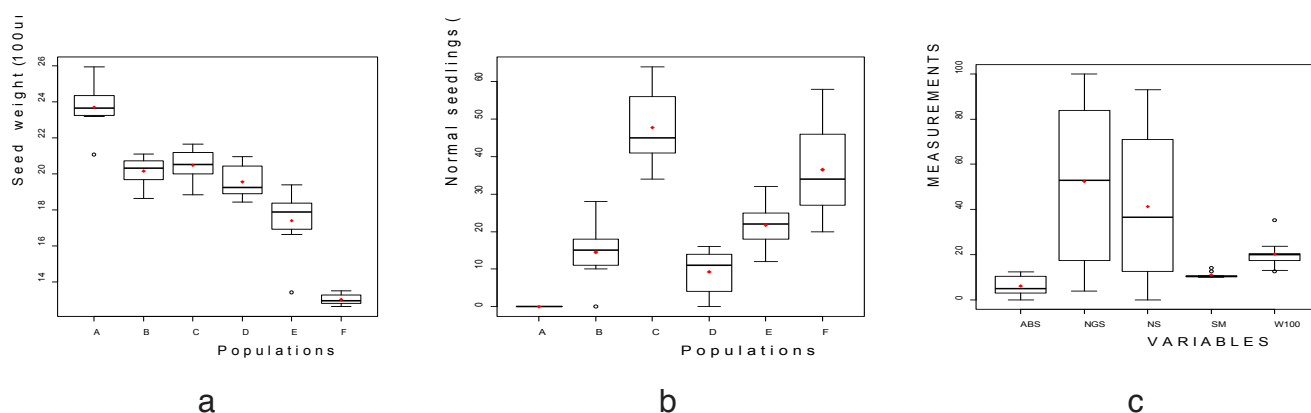 Seed weight (100u
26
24
22
20
18
16
14
A B C D E F
Populations
a
Normal seedlings (
60
50
40
30
20
10
0
A B C D E F
Populations
b
MEASUREMENTS
100
80
60
40
20
0
ABS NGS NS SM W100
VARIABLES
c